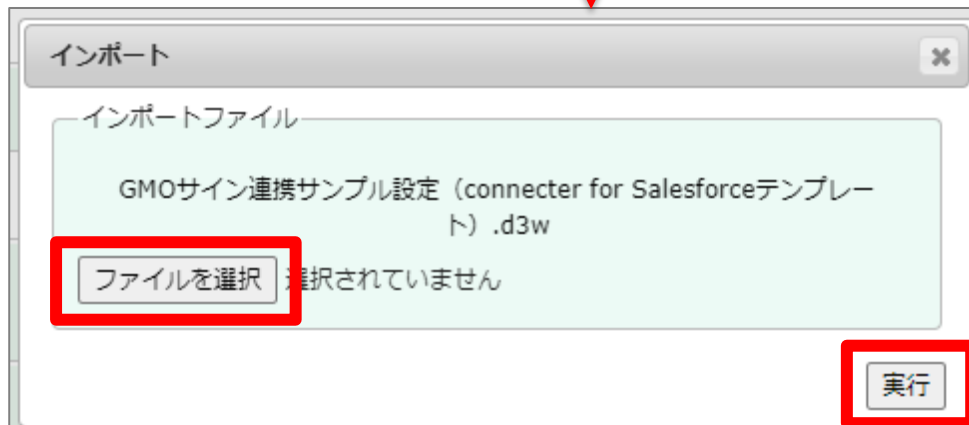 インポート
インポートファイル
GMOサイン連携サンプル設定（connecter for Salesforceテンプレー
ト）.d3w
ファイルを選択 選択されていません
実行